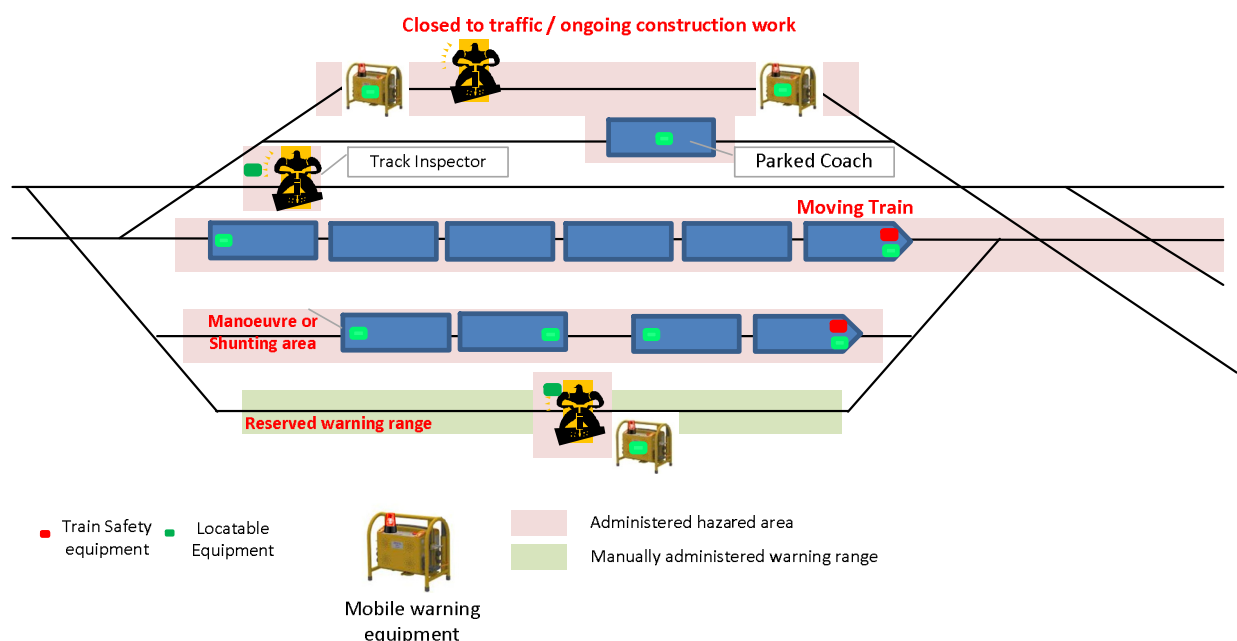 Closed to traffic / ongoing construction work
Track Inspector
Parked Coach
Moving Train
Manoeuvre or
Shunting area
Reserved warning range
Train Safety
equipment
Locatable
Equipment
Mobile warning
equipment
Administered hazared area
Manually administered warning range